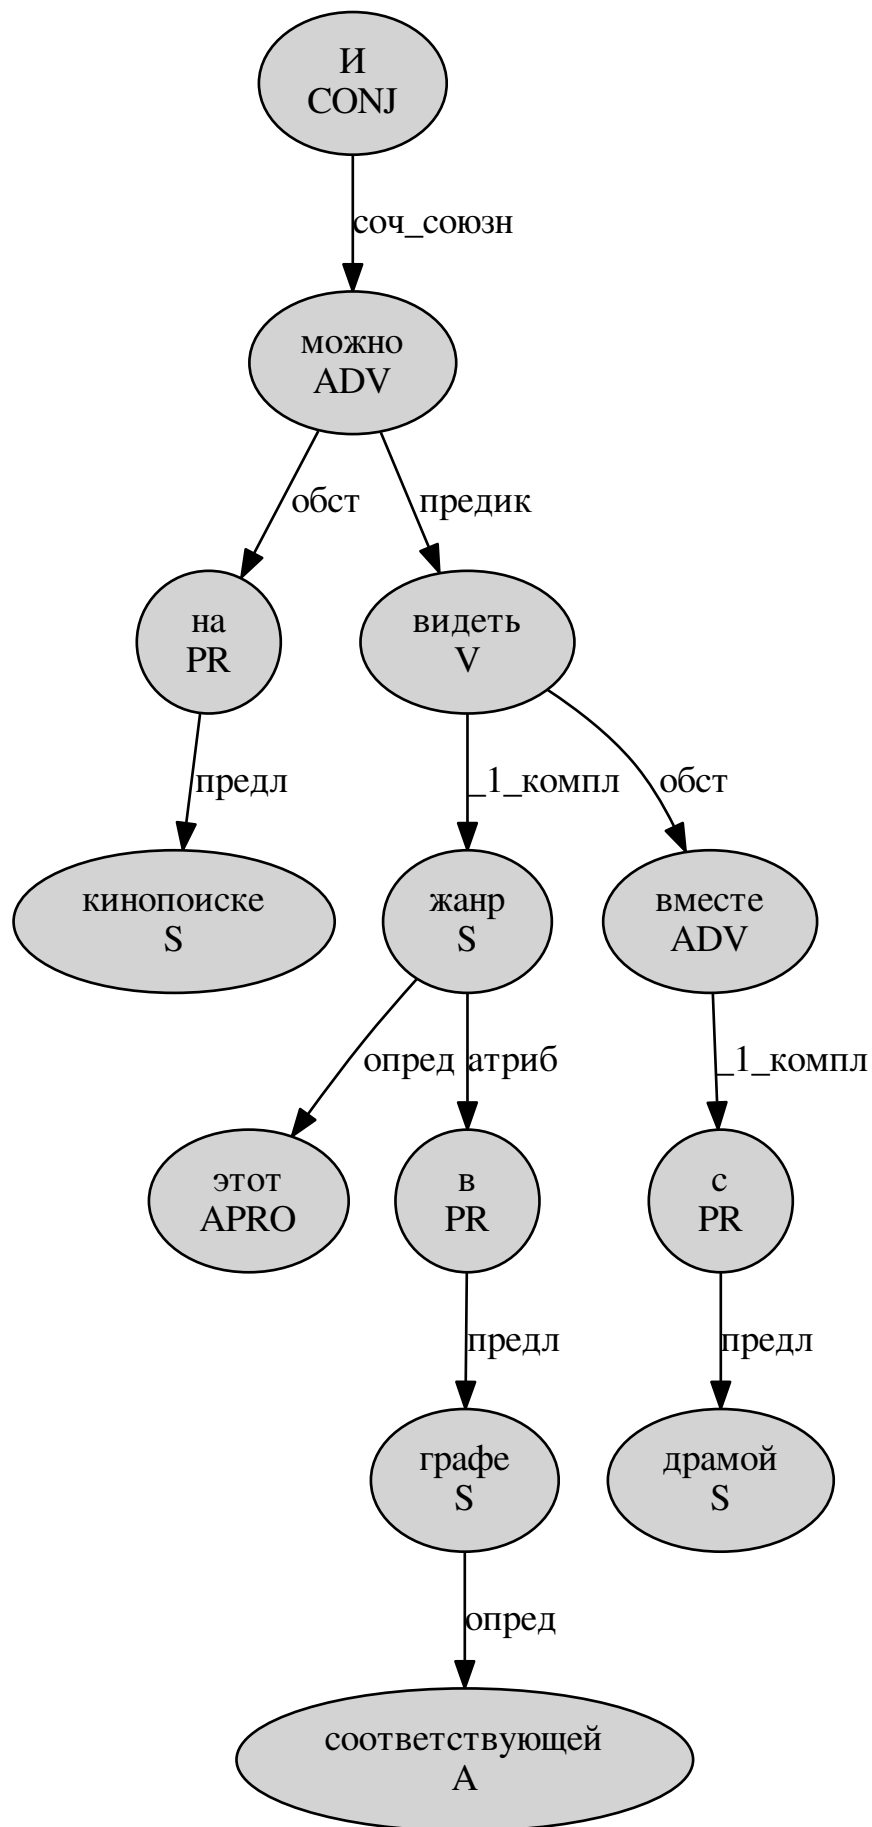 И
CONJ
соч_союзн
можно
ADV
обст
предик
на
PR
видеть
V
предл
_1_компл
обст
кинопоиске
S
жанр
S
вместе
ADV
опред
атриб
_1_компл
этот
APRO
в
PR
с
PR
предл
предл
графе
S
драмой
S
опред
соответствующей
A